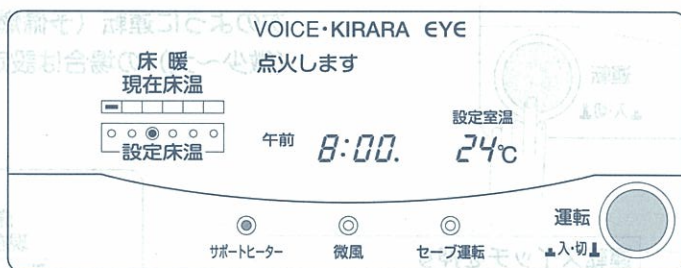 VOICE・KIRARA EYE
床暖
現在床温
設定床温
点火します
午前 8:00.
設定室温
24℃
サポートヒーター
微風
セーブ運転
運転
入・切